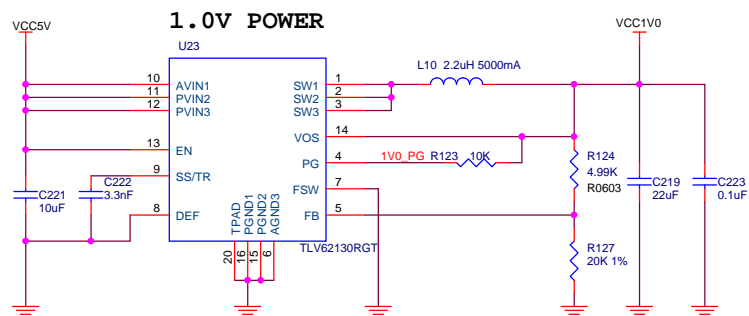 1.0V POWER
VCC5V
VCC1V0
U23
L10 2.2uH 5000mA
10 AVIN1 SW1 1
11 PVIN2 SW2 2
12 PVIN3 SW3 3
VOS 14
13 EN
PG 4 1V0_PG R123 10K
9 SS/TR
C222
3.3nF
FSW 7
C221
10uF
8 DEF
FB 5
R124
4.99K
R0603
C219
22uF
C223
0.1uF
TPAD
PGND1
PGND2
AGND3
20
16
15
6
TLV62130RGT
R127
20K 1%